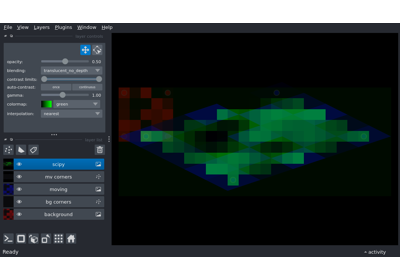 File View Layers Plugins Window Help
opacity: 0.50
blending: translucent_no_depth
contrast limits:
auto-contrast: once continuous
gamma: 1.00
colormap: green
interpolation: nearest
scipy
mv corners
moving
bg corners
background
Ready
activity